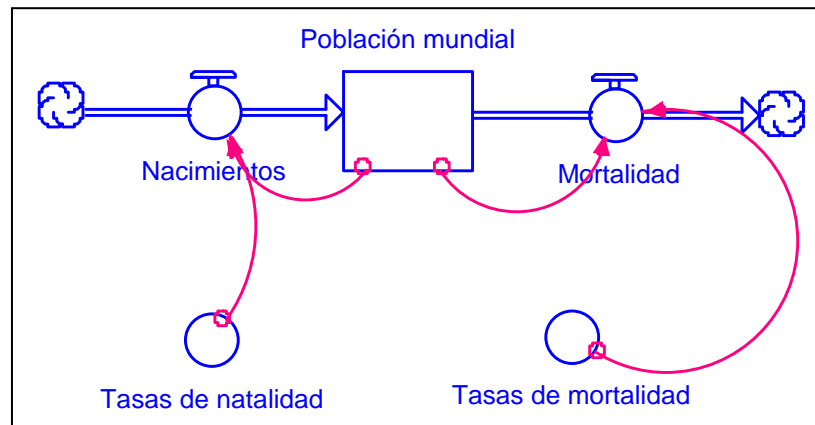 Población mundial
Nacimientos
Mortalidad
Tasas de natalidad
Tasas de mortalidad